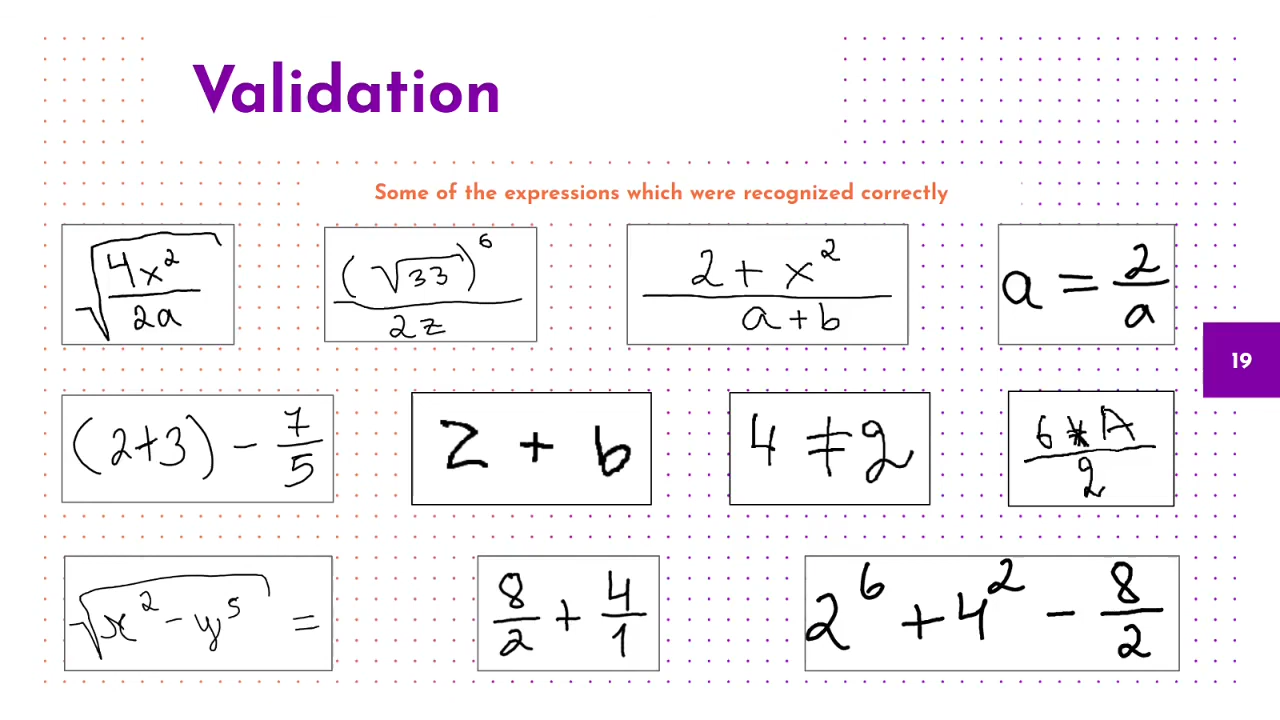 Validation
Some of the expressions which were recognized correctly
√(4x²/2a)
(√33)⁶/2z
2 + x²/a + b
a = 2/a
19
(2+3) - 7/5
z + b
4 ≠ 2
6 * A/2
√x² - y⁵ =
8/2 + 4/1
2⁶ + 4² - 8/2